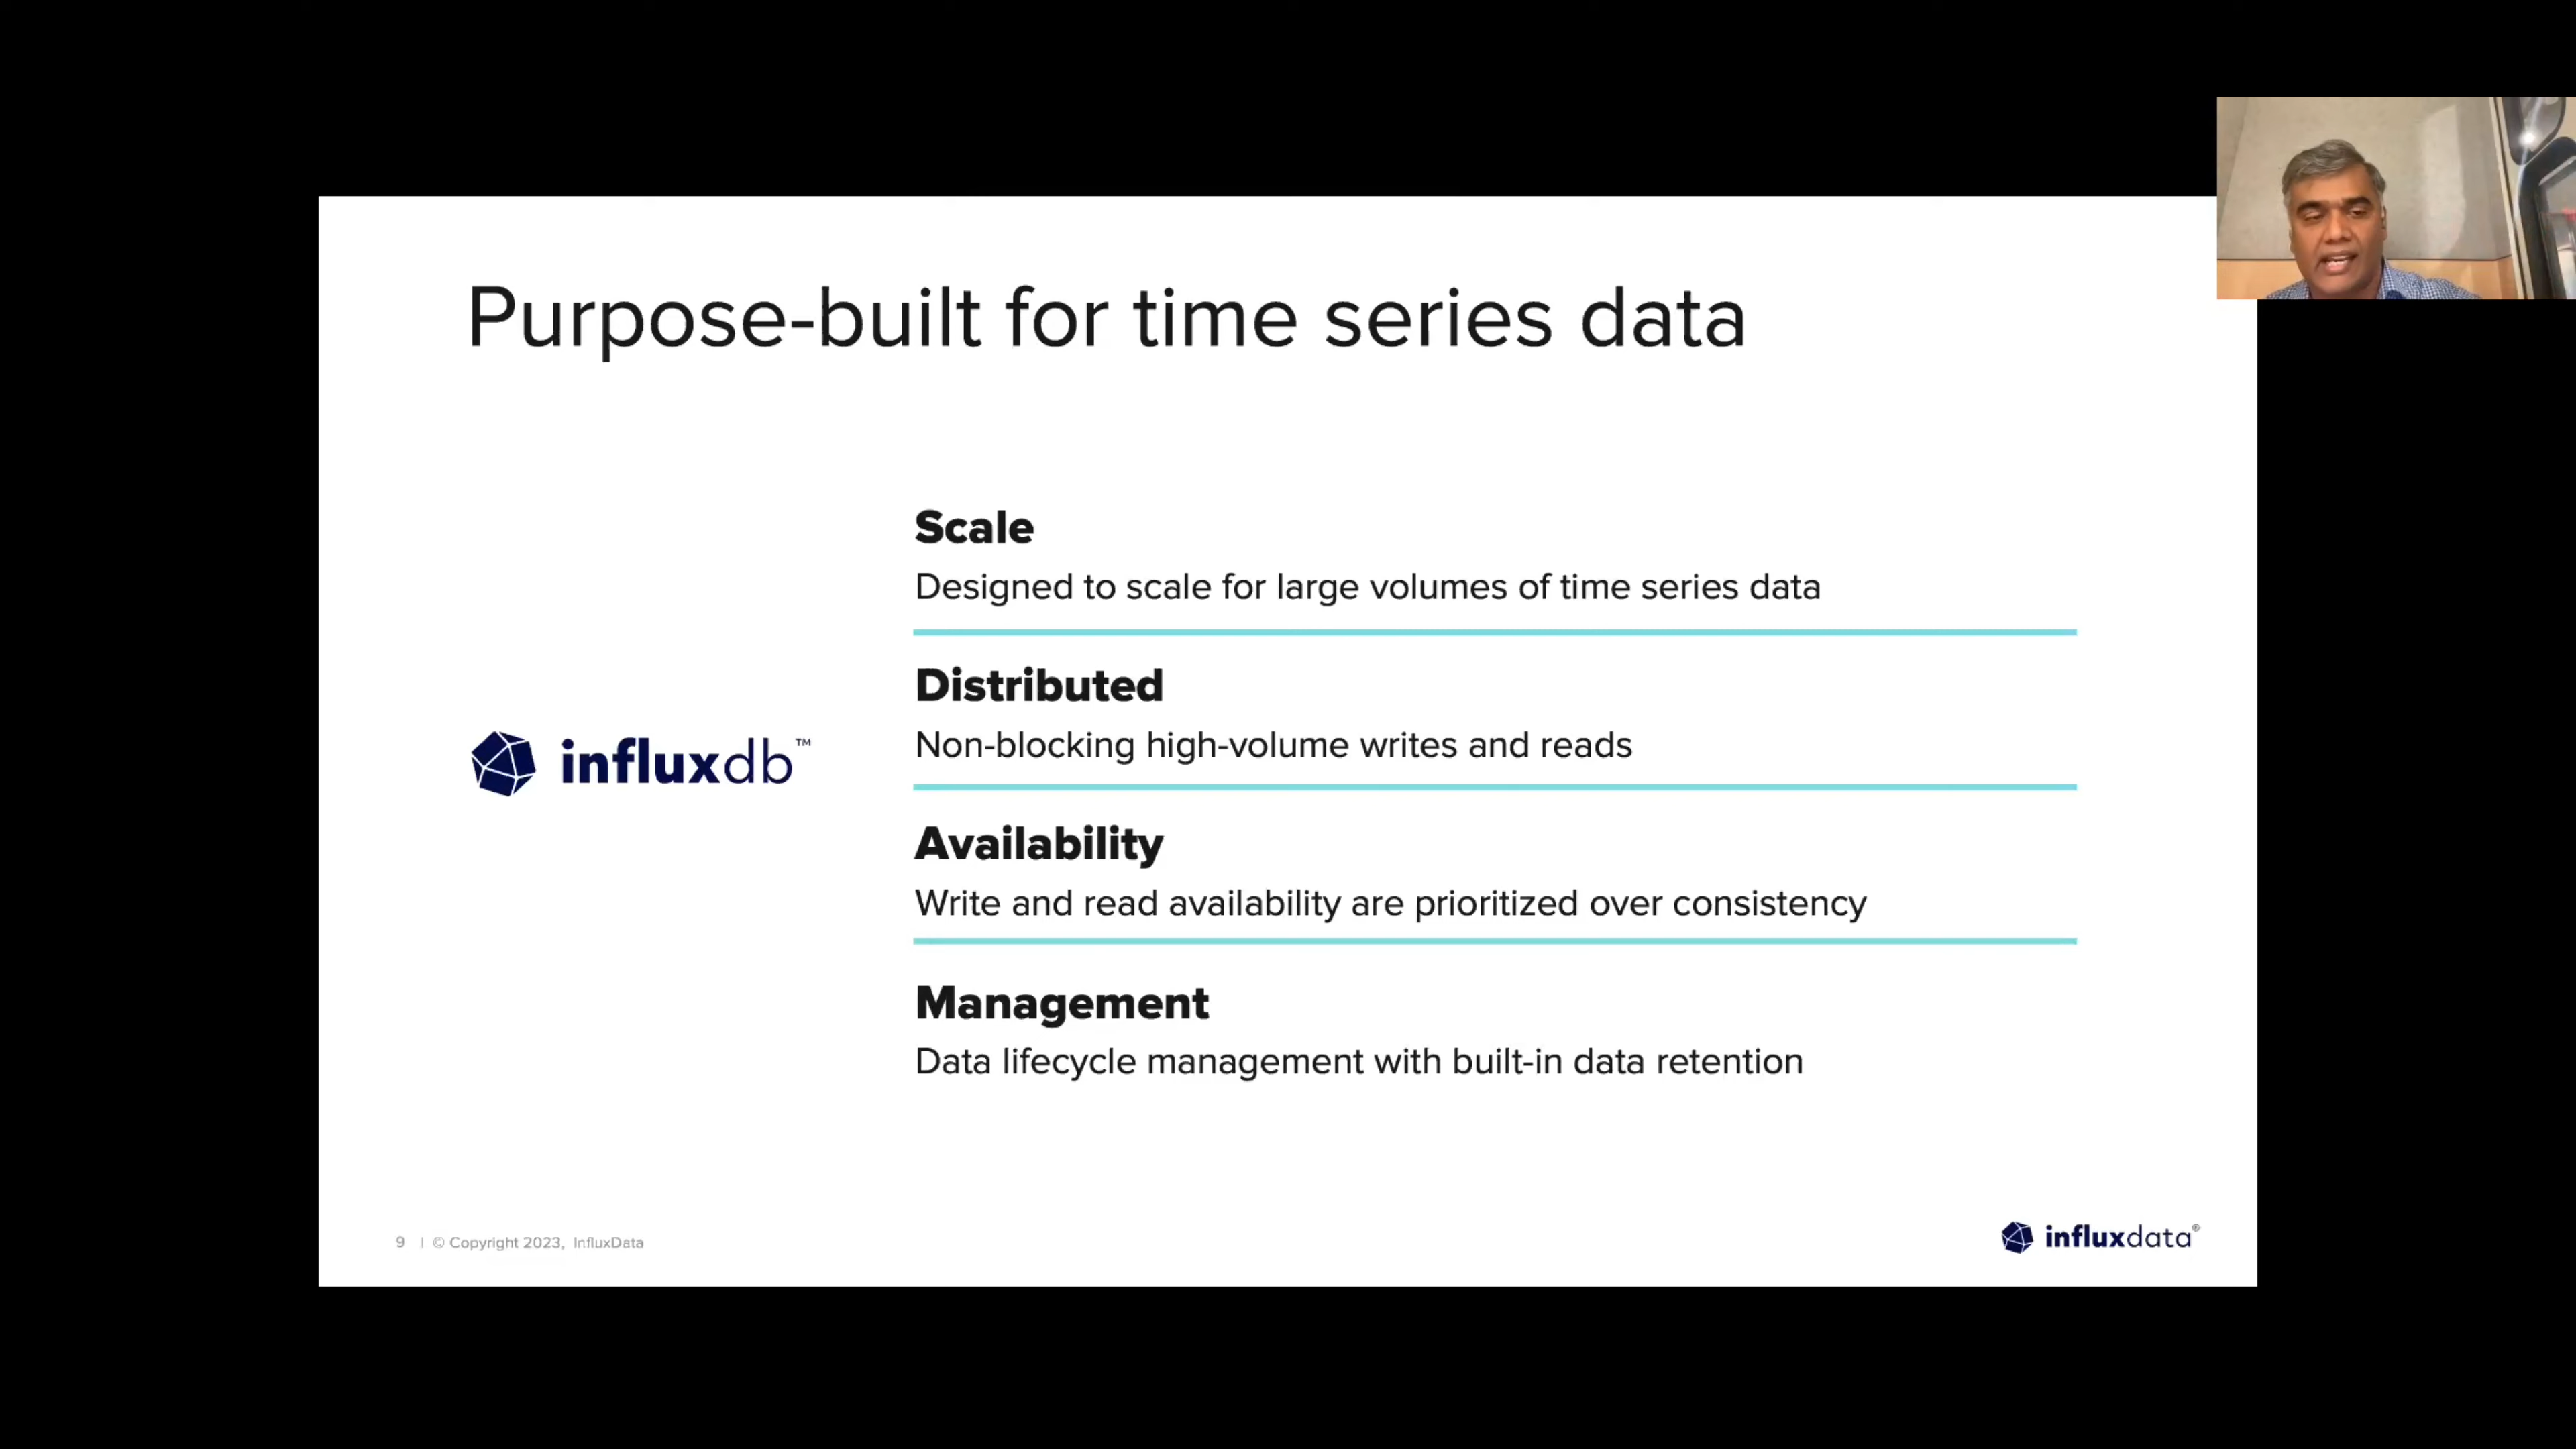 Purpose-built for time series data
Scale
Designed to scale for large volumes of time series data
Distributed
Non-blocking high-volume writes and reads
influxdb™
Availability
Write and read availability are prioritized over consistency
Management
Data lifecycle management with built-in data retention
9 | © Copyright 2023, InfluxData
influxdata®